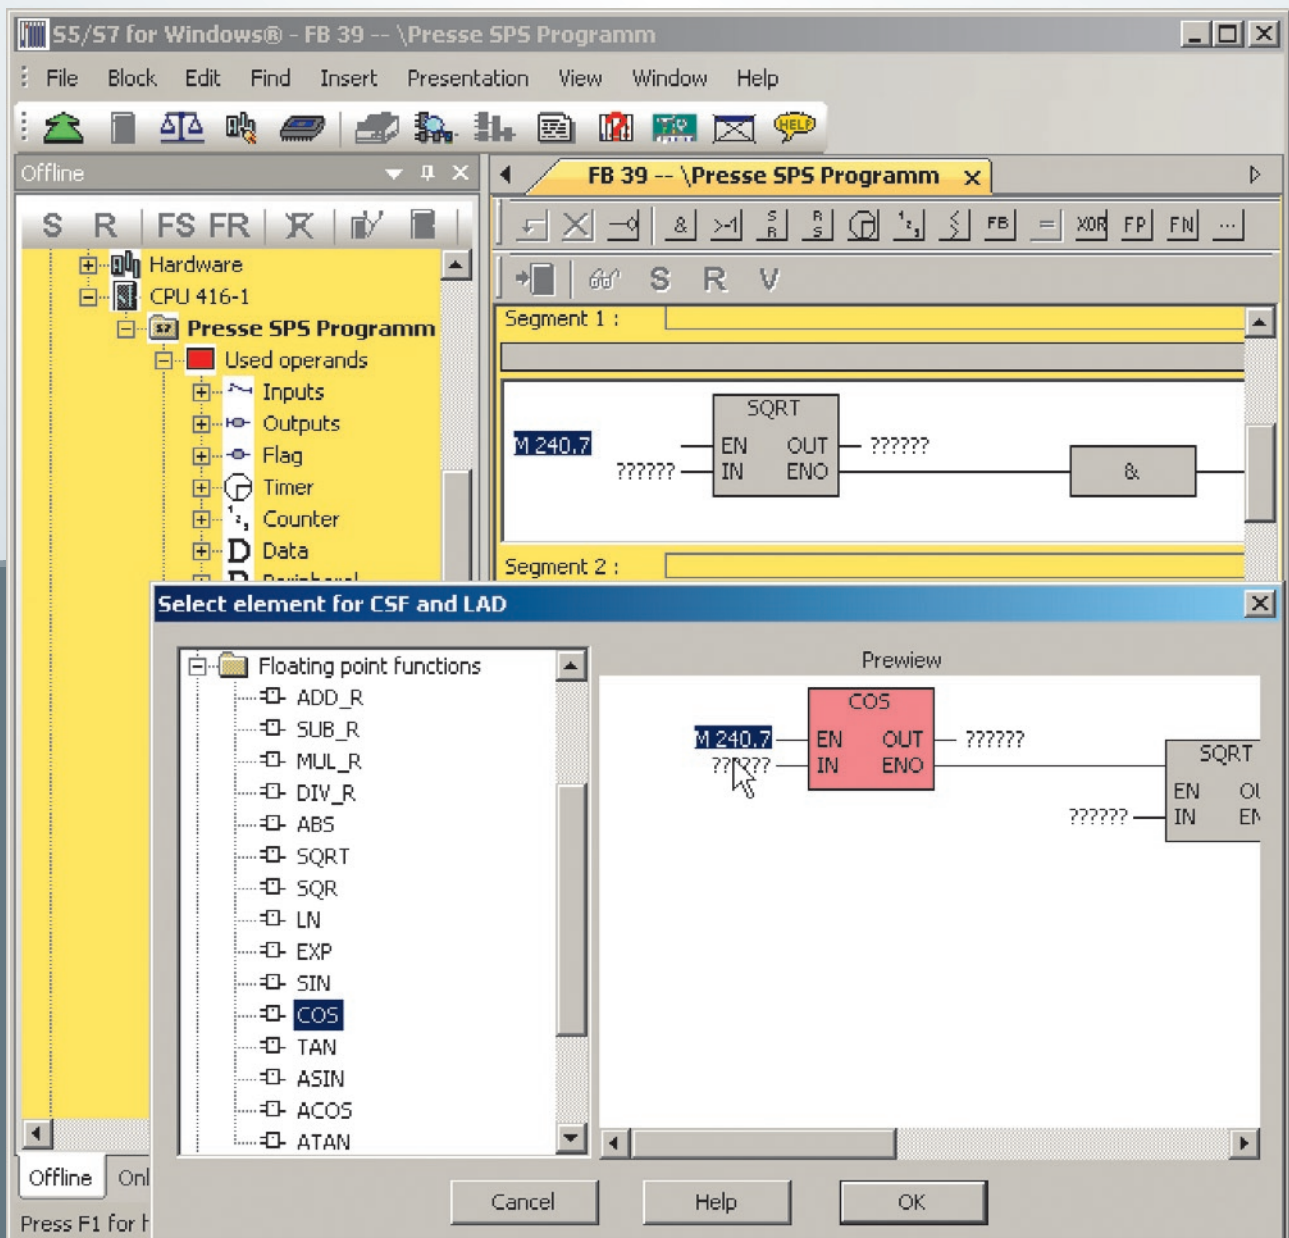 S5/S7 for Windows® - FB 39 -- \Presse SPS Programm
File Block Edit Find Insert Presentation View Window Help
HELP
Offline
FB 39 -- \Presse SPS Programm x
S R FS FR
& >-1 S R R S FB = XOR FP FN ...
S R V
Hardware
CPU 416-1
S7 Presse SPS Programm
Used operands
Inputs
Outputs
Flag
Timer
Counter
D Data
Segment 1 :
SQRT
M 240.7 EN OUT ??????
?????? IN ENO
&
Segment 2 :
Select element for CSF and LAD
Floating point functions
ADD_R
SUB_R
MUL_R
DIV_R
ABS
SQRT
SQR
LN
EXP
SIN
COS
TAN
ASIN
ACOS
ATAN
Prewiew
COS
M 240.7 EN OUT ??????
?????? IN ENO
SQRT
EN
?????? IN
Cancel Help OK
Offline Onl
Press F1 for h